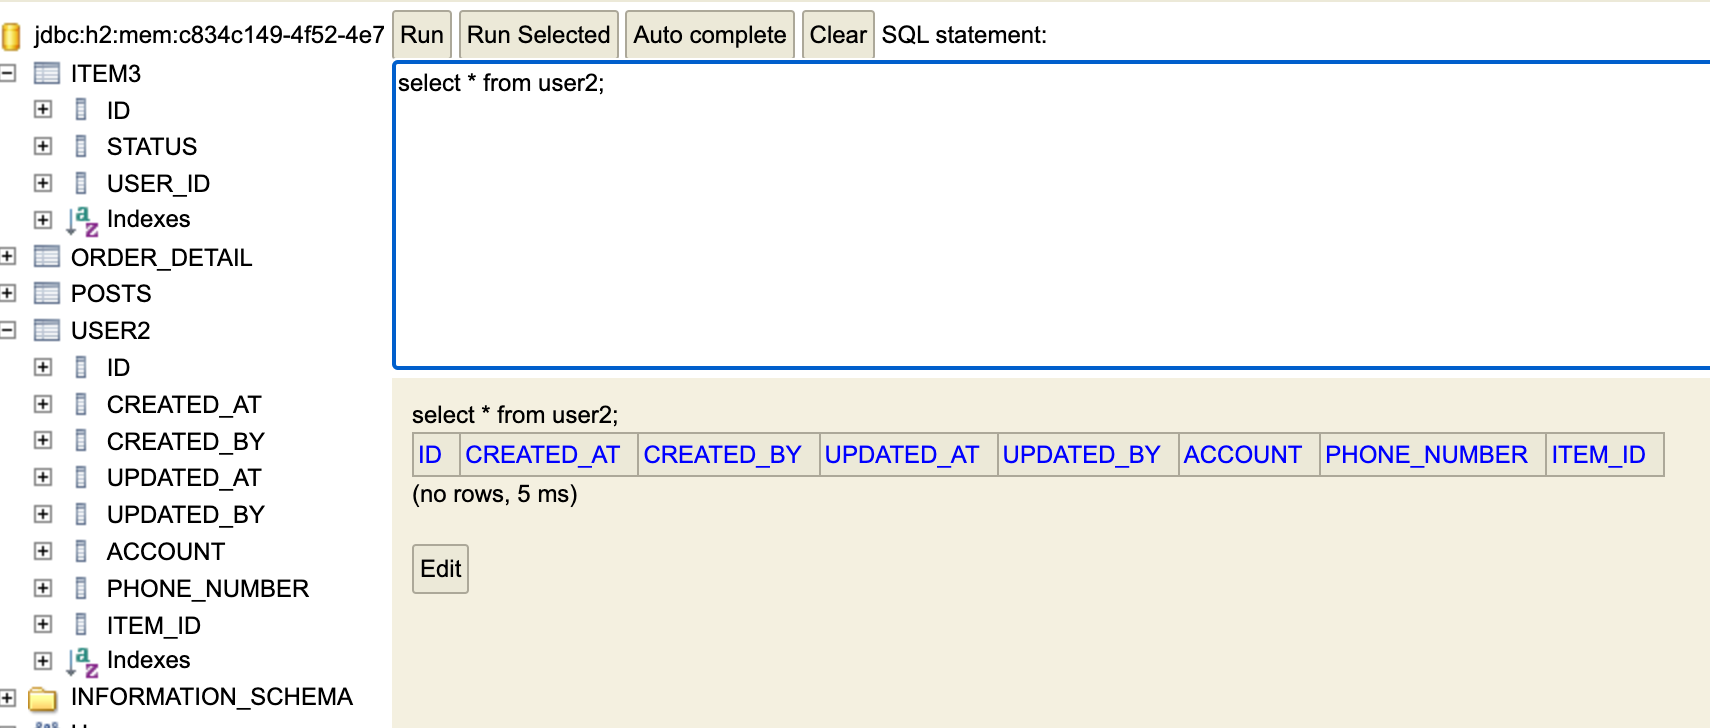 jdbc:h2:mem:c834c149-4f52-4e7
Run Run Selected Auto complete Clear SQL statement:
ITEM3
ID
STATUS
USER_ID
Indexes
ORDER_DETAIL
POSTS
USER2
ID
CREATED_AT
CREATED_BY
UPDATED_AT
UPDATED_BY
ACCOUNT
PHONE_NUMBER
ITEM_ID
Indexes
INFORMATION_SCHEMA
select * from user2;
select * from user2;
ID CREATED_AT CREATED_BY UPDATED_AT UPDATED_BY ACCOUNT PHONE_NUMBER ITEM_ID
(no rows, 5 ms)
Edit